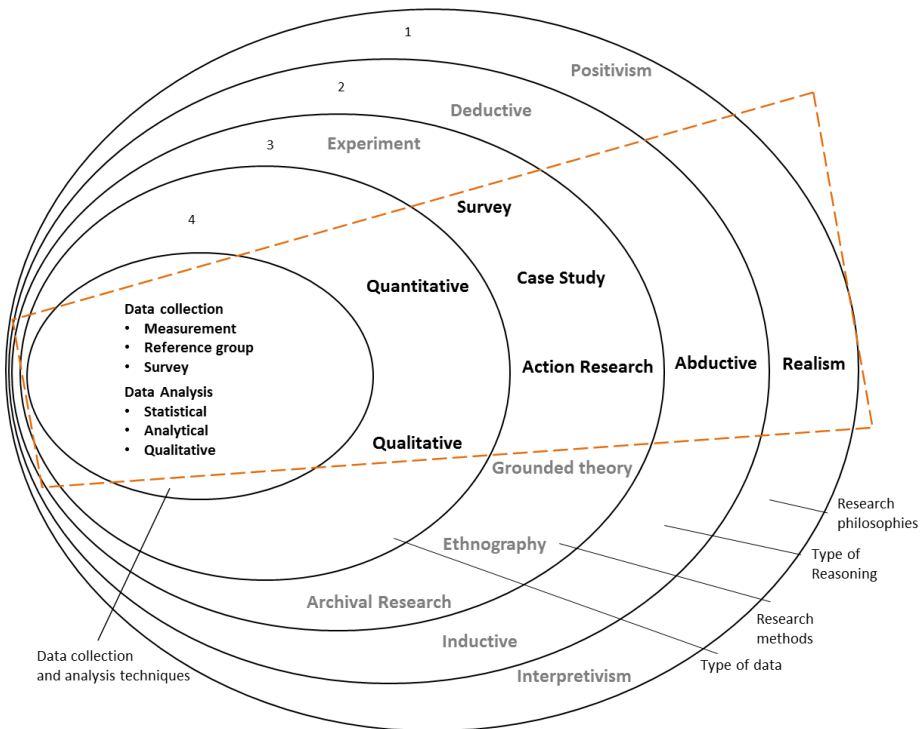 1
Positivism
2
Deductive
3
Experiment
4
Survey
Quantitative
Case Study
Data collection
• Measurement
• Reference group
• Survey
Data Analysis
• Statistical
• Analytical
• Qualitative
Action Research
Abductive
Realism
Qualitative
Grounded theory
Ethnography
Archival Research
Inductive
Interpretivism
Research
philosophies
Type of
Reasoning
Research
methods
Type of data
Data collection
and analysis techniques